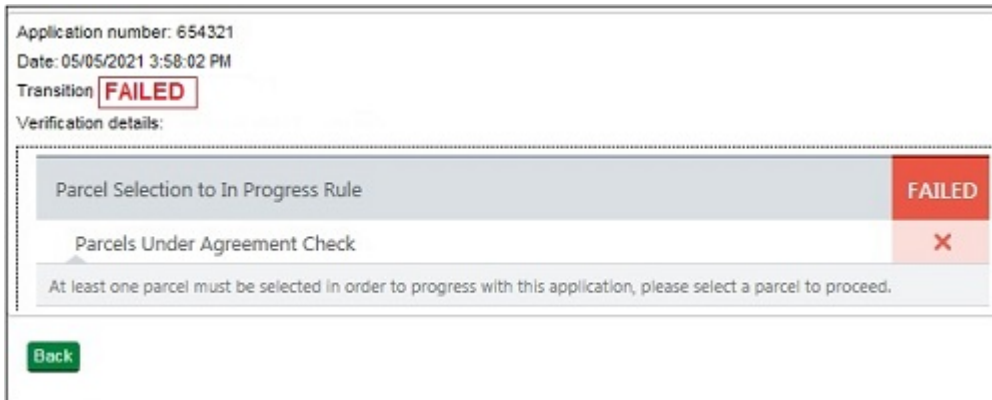 Application number: 654321
Date: 05/05/2021 3:58:02 PM
Transition FAILED
Verification details:
Parcel Selection to In Progress Rule FAILED
Parcels Under Agreement Check ×
At least one parcel must be selected in order to progress with this application, please select a parcel to proceed.
Back